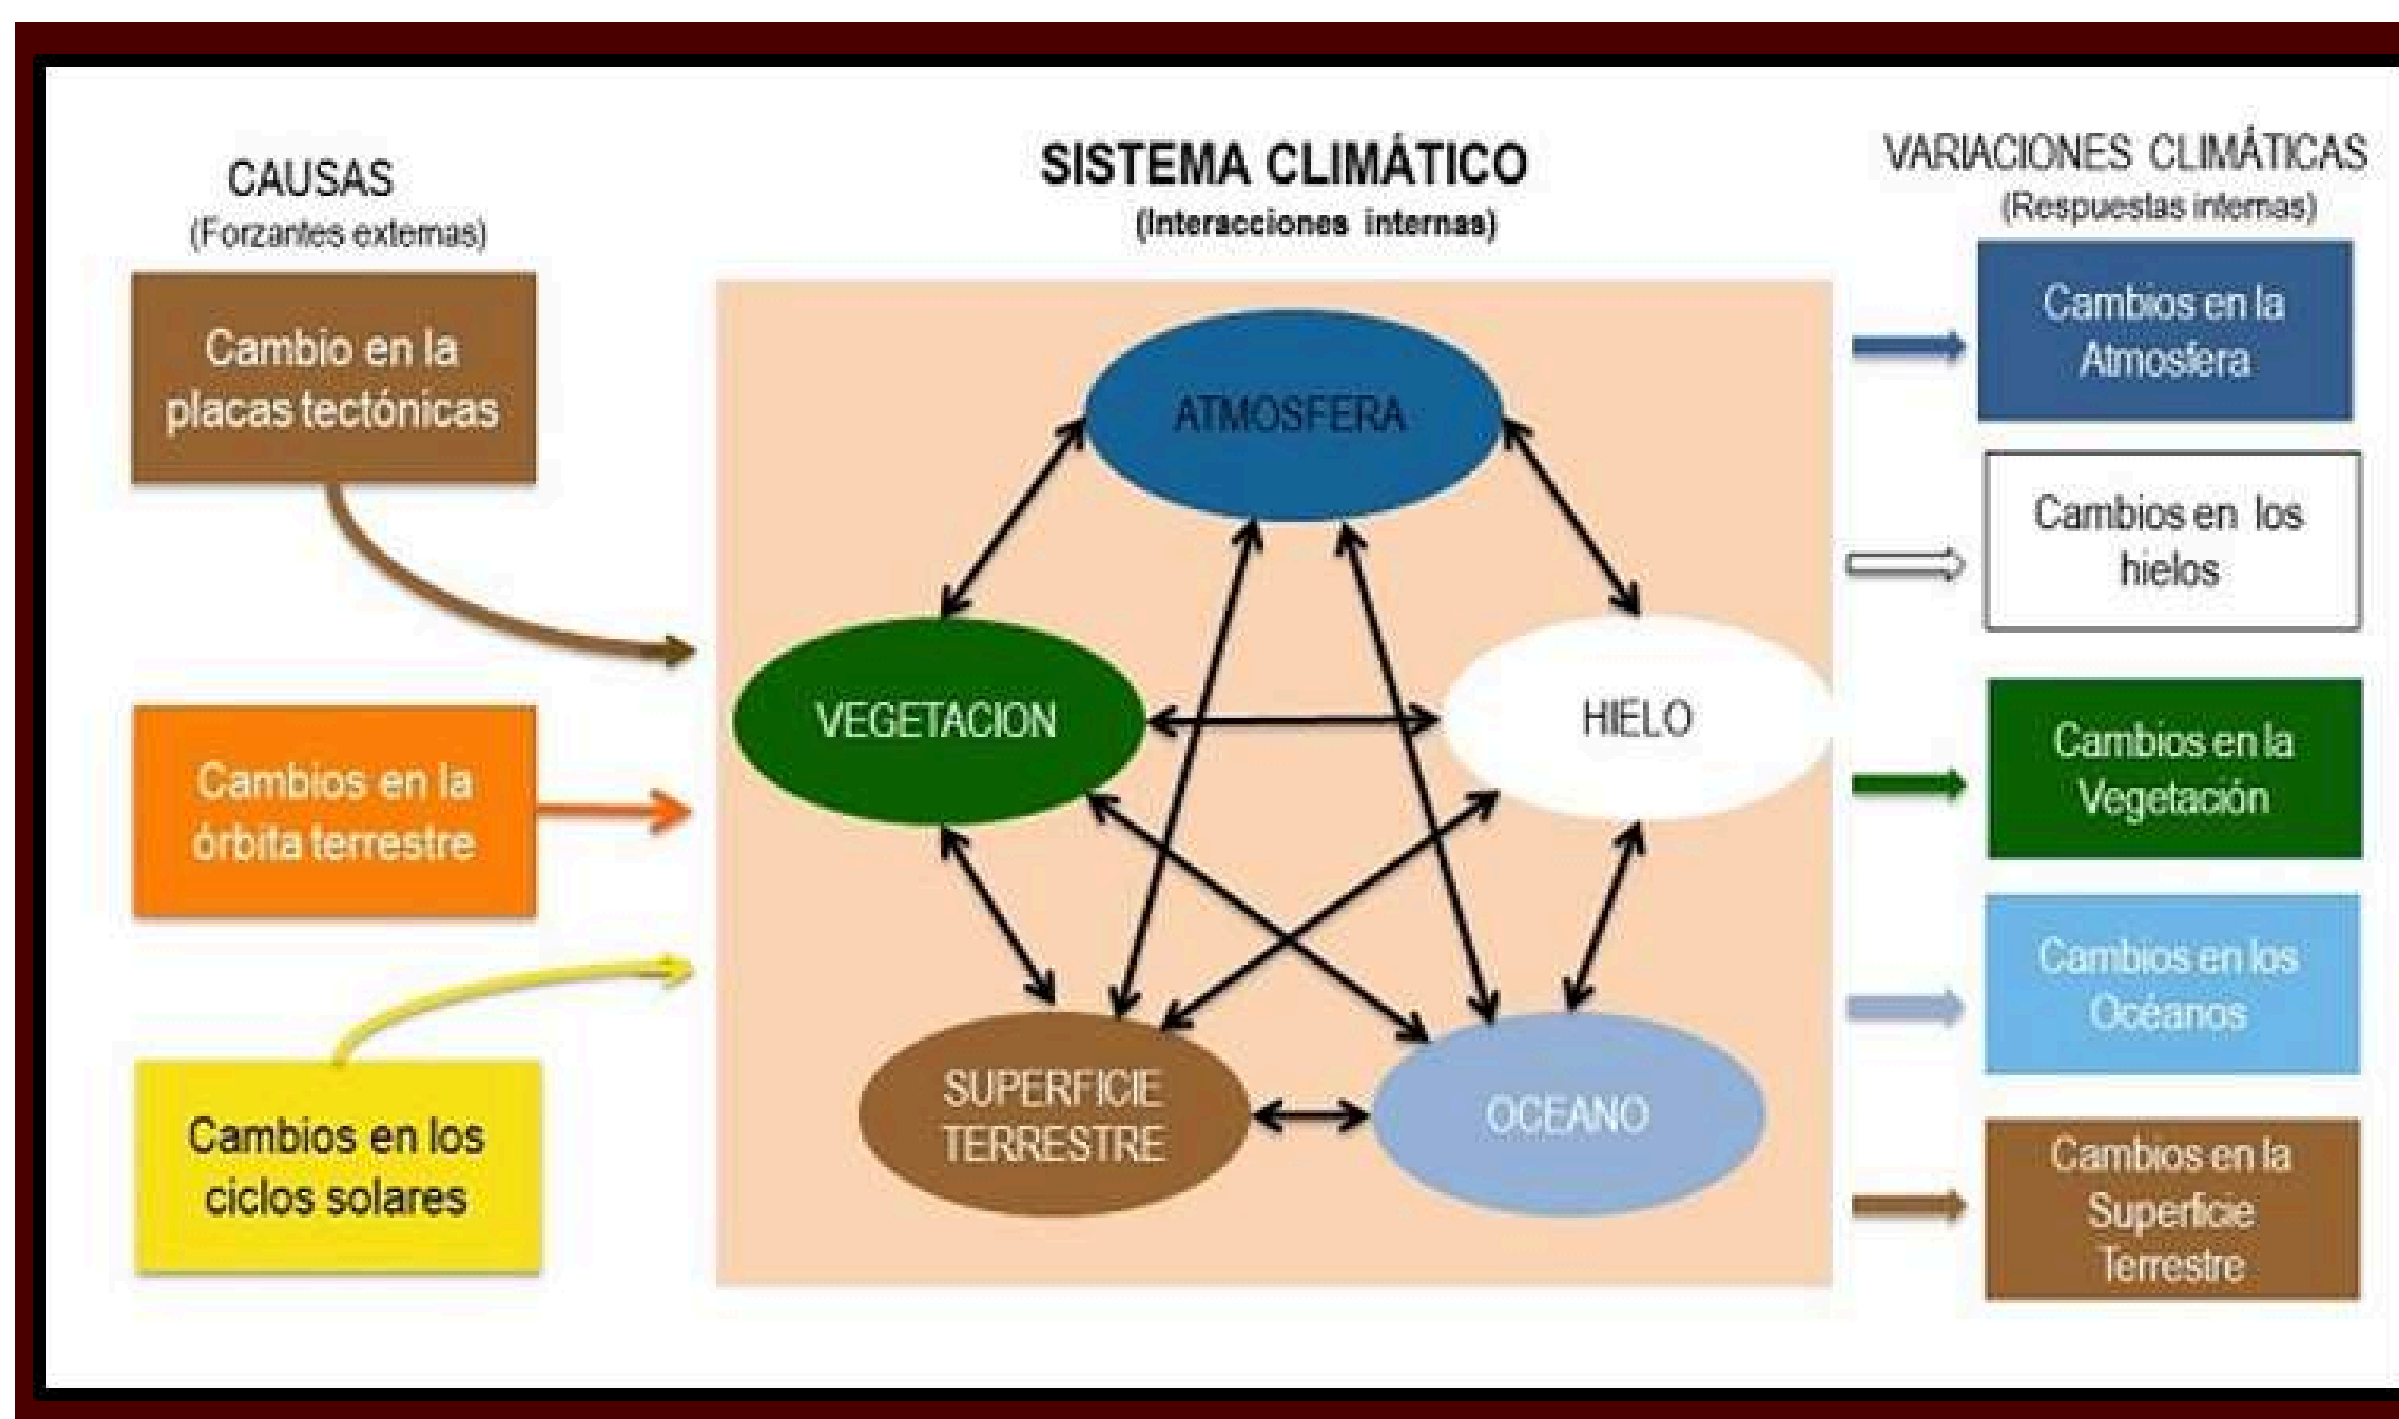 CAUSAS
(Forzantes externas)
Cambio en la
placas tectónicas
Cambios en la
órbita terrestre
Cambios en los
ciclos solares
SISTEMA CLIMÁTICO
(Interacciones internas)
ATMOSFERA
VEGETACION
HIELO
SUPERFICIE
TERRESTRE
OCEANO
VARIACIONES CLIMÁTICAS
(Respuestas internas)
Cambios en la
Atmosfera
Cambios en los
hielos
Cambios en la
Vegetación
Cambios en los
Océanos
Cambios en la
Superficie
Terrestre